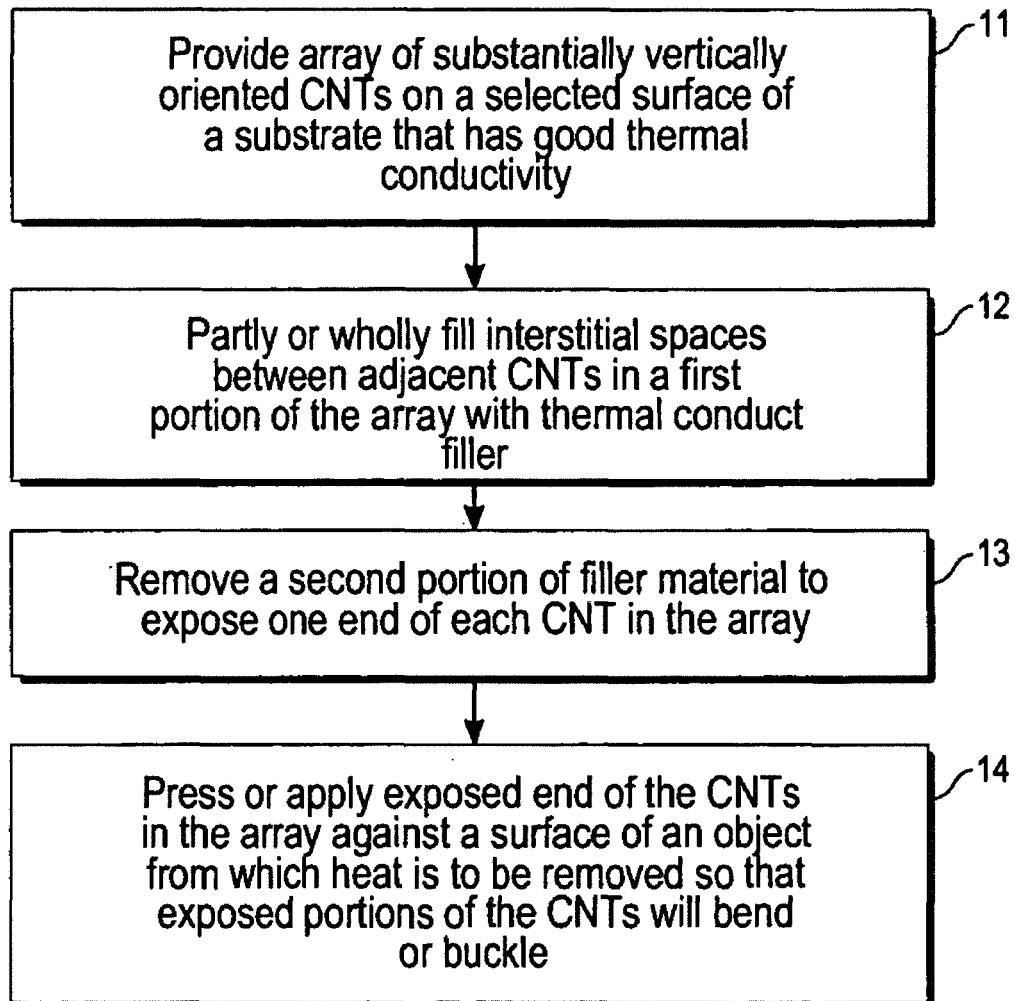 11
Provide array of substantially vertically
oriented CNTs on a selected surface of
a substrate that has good thermal
conductivity
12
Partly or wholly fill interstitial spaces
between adjacent CNTs in a first
portion of the array with thermal conduct
filler
13
Remove a second portion of filler material to
expose one end of each CNT in the array
14
Press or apply exposed end of the CNTs
in the array against a surface of an object
from which heat is to be removed so that
exposed portions of the CNTs will bend
or buckle